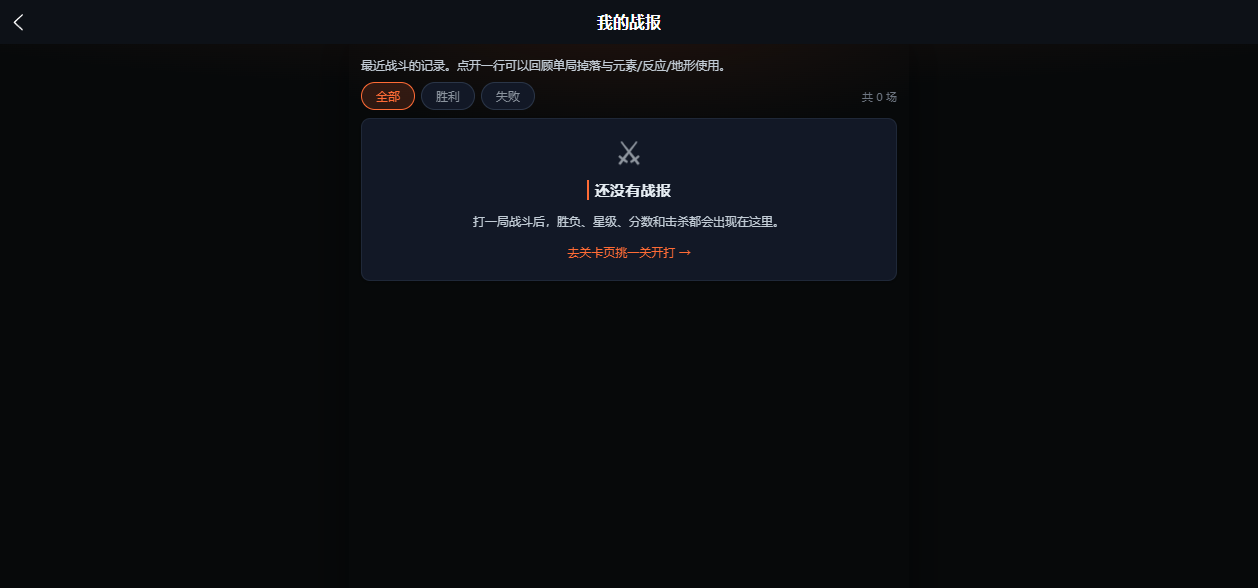 我的战报
最近战斗的记录。点开一行可以回顾单局掉落与元素/反应/地形使用。
全部 胜利 失败 共 0 场
还没有战报
打一局战斗后，胜负、星级、分数和击杀都会出现在这里。
去关卡页挑一关开打 →